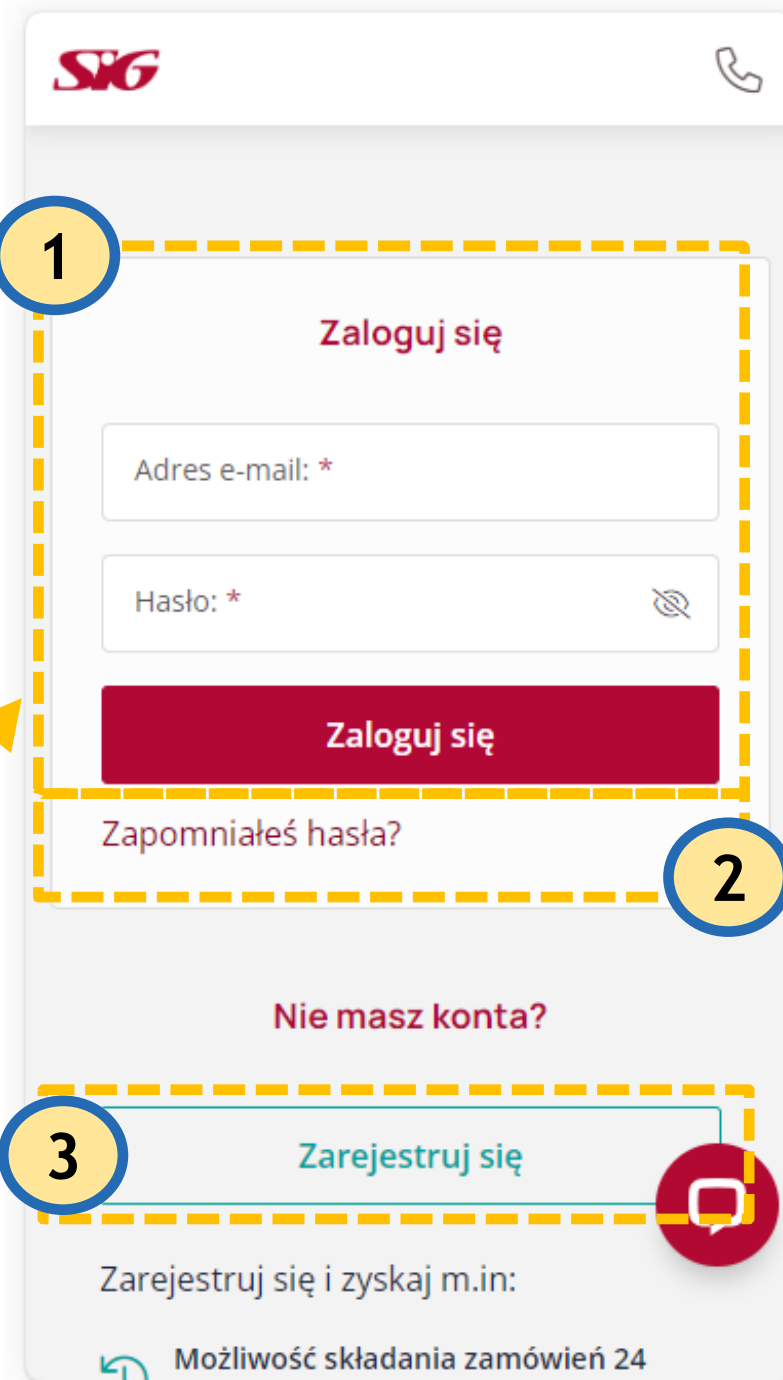 SiG
1
Zaloguj się
Adres e-mail: *
Hasło: *
Zaloguj się
Zapomniałeś hasła?
2
Nie masz konta?
3
Zarejestruj się
Zarejestruj się i zyskaj m.in:
Możliwość składania zamówień 24